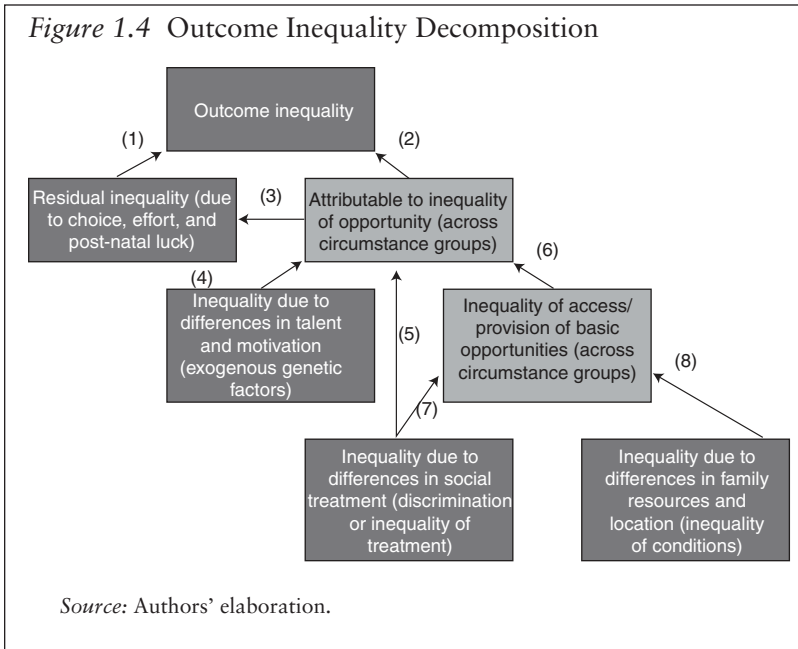 Figure 1.4 Outcome Inequality Decomposition
Outcome inequality
(1)
(2)
Residual inequality (due
to choice, effort, and
post-natal luck)
(3)
Attributable to inequality
of opportunity (across
circumstance groups)
(4)
(6)
Inequality due to
differences in talent
and motivation
(exogenous genetic
factors)
(5)
Inequality of access/
provision of basic
opportunities (across
circumstance groups)
(7)
(8)
Inequality due to
differences in social
treatment (discrimination
or inequality of
treatment)
Inequality due to
differences in family
resources and
location (inequality
of conditions)
Source: Authors’ elaboration.